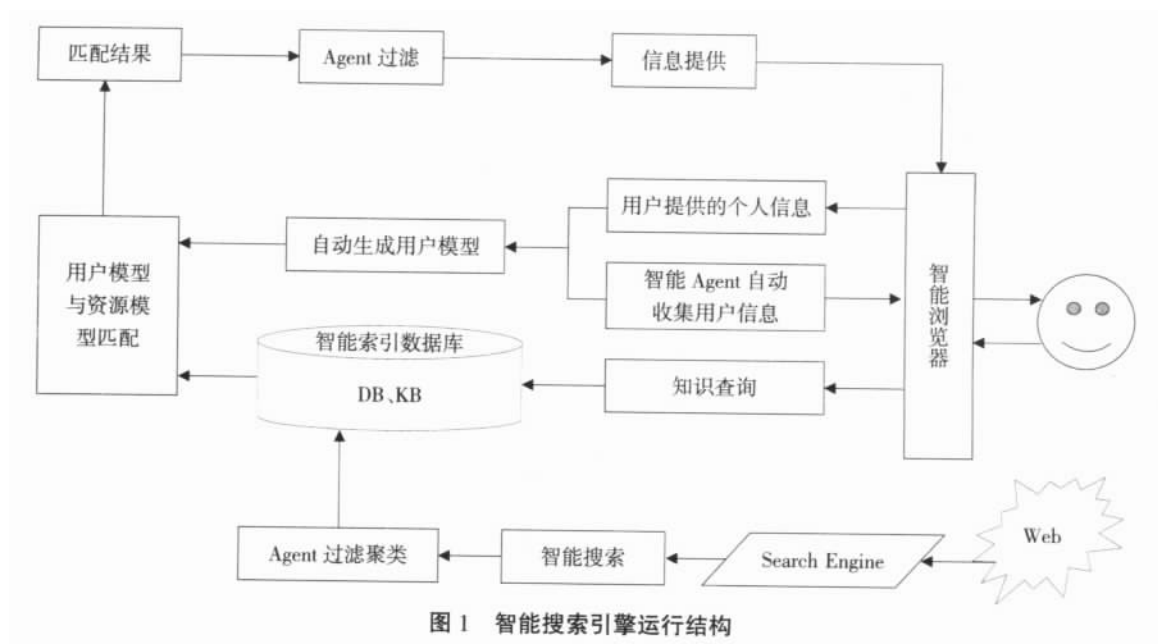 匹配结果
Agent 过滤
信息提供
用户提供的个人信息
自动生成用户模型
用户模型
与资源模
型匹配
智能 Agent 自动
收集用户信息
智能浏览器
智能索引数据库
DB、KB
知识查询
Agent 过滤聚类
智能搜索
Search Engine
Web
图 1 智能搜索引擎运行结构